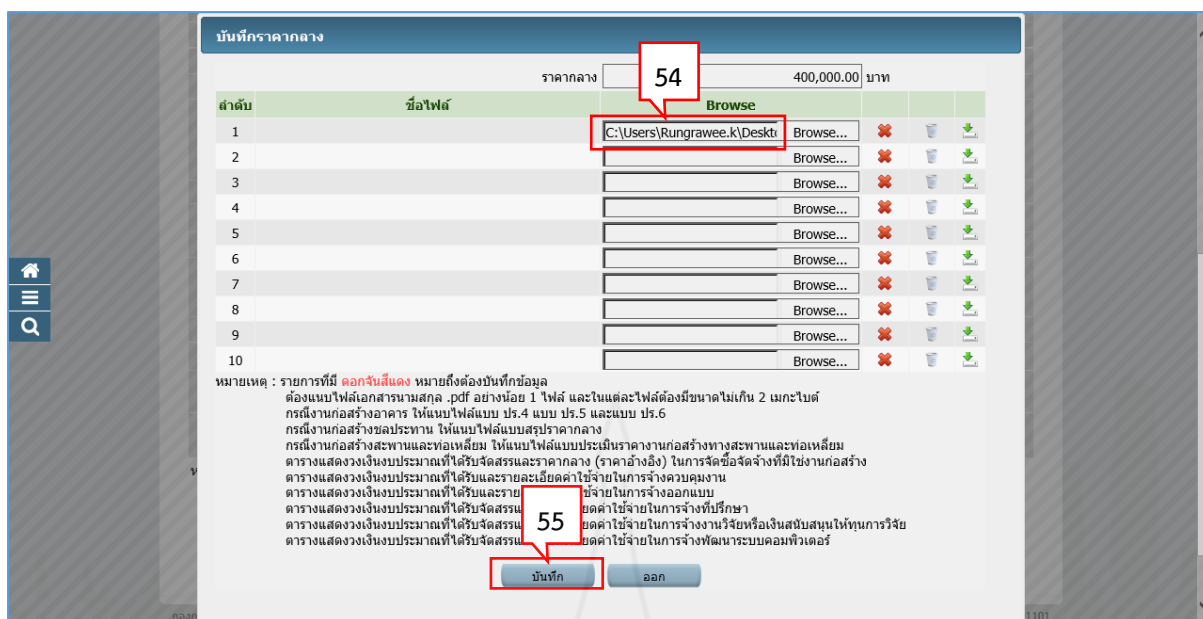 บันทึกราคากลาง
ราคากลาง 400,000.00 บาท
54
ลำดับ ชื่อไฟล์ Browse
1 C:\Users\Rungrawee.k\Deskt Browse...
2 Browse...
3 Browse...
4 Browse...
5 Browse...
6 Browse...
7 Browse...
8 Browse...
9 Browse...
10 Browse...
หมายเหตุ : รายการที่มี ดอกจันสีแดง หมายถึงต้องบันทึกข้อมูล
ต้องแนบไฟล์เอกสารนามสกุล .pdf อย่างน้อย 1 ไฟล์ และในแต่ละไฟล์ต้องมีขนาดไม่เกิน 2 เมกะไบต์
กรณีงานก่อสร้างอาคาร ให้แนบไฟล์แบบ ปร.4 แบบ ปร.5 และแบบ ปร.6
กรณีงานก่อสร้างชลประทาน ให้แนบไฟล์แบบสรุปราคากลาง
กรณีงานก่อสร้างสะพานและท่อเหลี่ยม ให้แนบไฟล์แบบประเมินราคางานก่อสร้างทางสะพานและท่อเหลี่ยม
ตารางแสดงวงเงินงบประมาณที่ได้รับจัดสรรและราคากลาง (ราคาอ้างอิง) ในการจัดซื้อจัดจ้างที่มิใช่งานก่อสร้าง
ตารางแสดงวงเงินงบประมาณที่ได้รับและรายละเอียดค่าใช้จ่ายในการจ้างควบคุมงาน
ตารางแสดงวงเงินงบประมาณที่ได้รับและราย ใช้จ่ายในการจ้างออกแบบ
ตารางแสดงวงเงินงบประมาณที่ได้รับจัดสรรแ ยดค่าใช้จ่ายในการจ้างที่ปรึกษา
ตารางแสดงวงเงินงบประมาณที่ได้รับจัดสรรแ ยดค่าใช้จ่ายในการจ้างงานวิจัยหรือเงินสนับสนุนให้ทุนการวิจัย
ตารางแสดงวงเงินงบประมาณที่ได้รับจัดสรรแ ยดค่าใช้จ่ายในการจ้างพัฒนาระบบคอมพิวเตอร์
55
บันทึก ออก